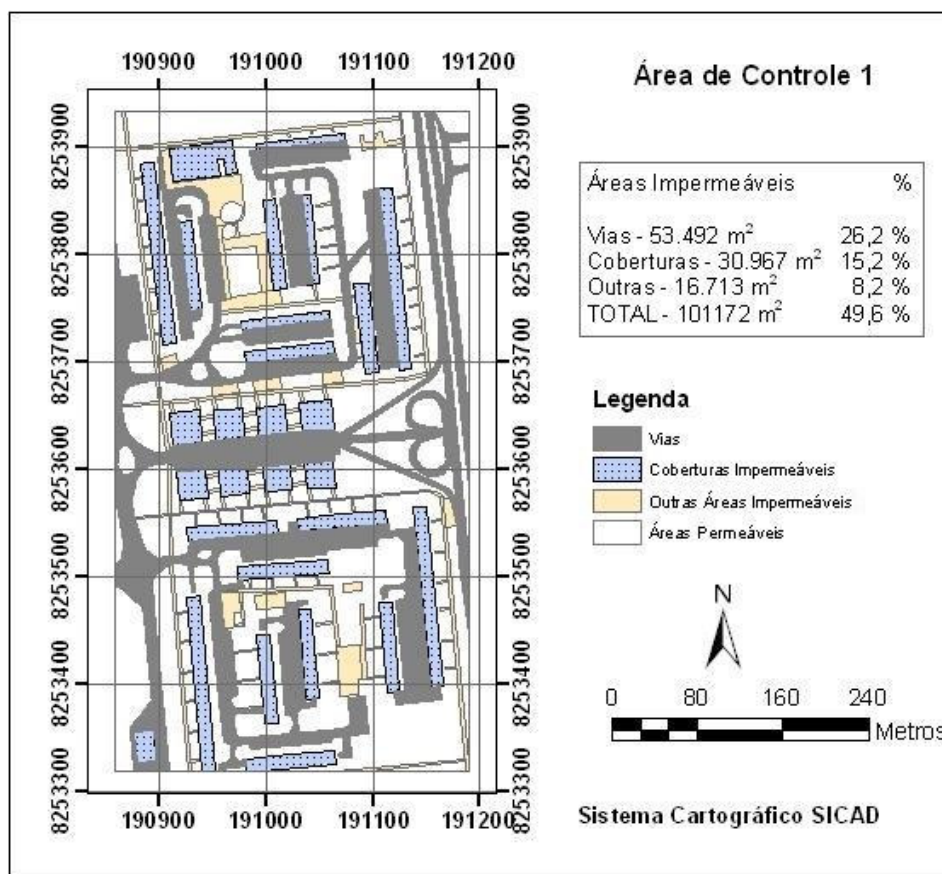 190900 191000 191100 191200
Área de Controle 1
8253900
8253800
8253700
8253600
8253500
8253400
8253300
8253900
8253800
8253700
8253600
8253500
8253400
8253300
190900 191000 191100 191200
Áreas Impermeáveis %
Vias - 53.492 m² 26,2 %
Coberturas - 30.967 m² 15,2 %
Outras - 16.713 m² 8,2 %
TOTAL - 101172 m² 49,6 %
Legenda
Vias
Coberturas Impermeáveis
Outras Áreas Impermeáveis
Áreas Permeáveis
N
0 80 160 240
Metros
Sistema Cartográfico SICAD